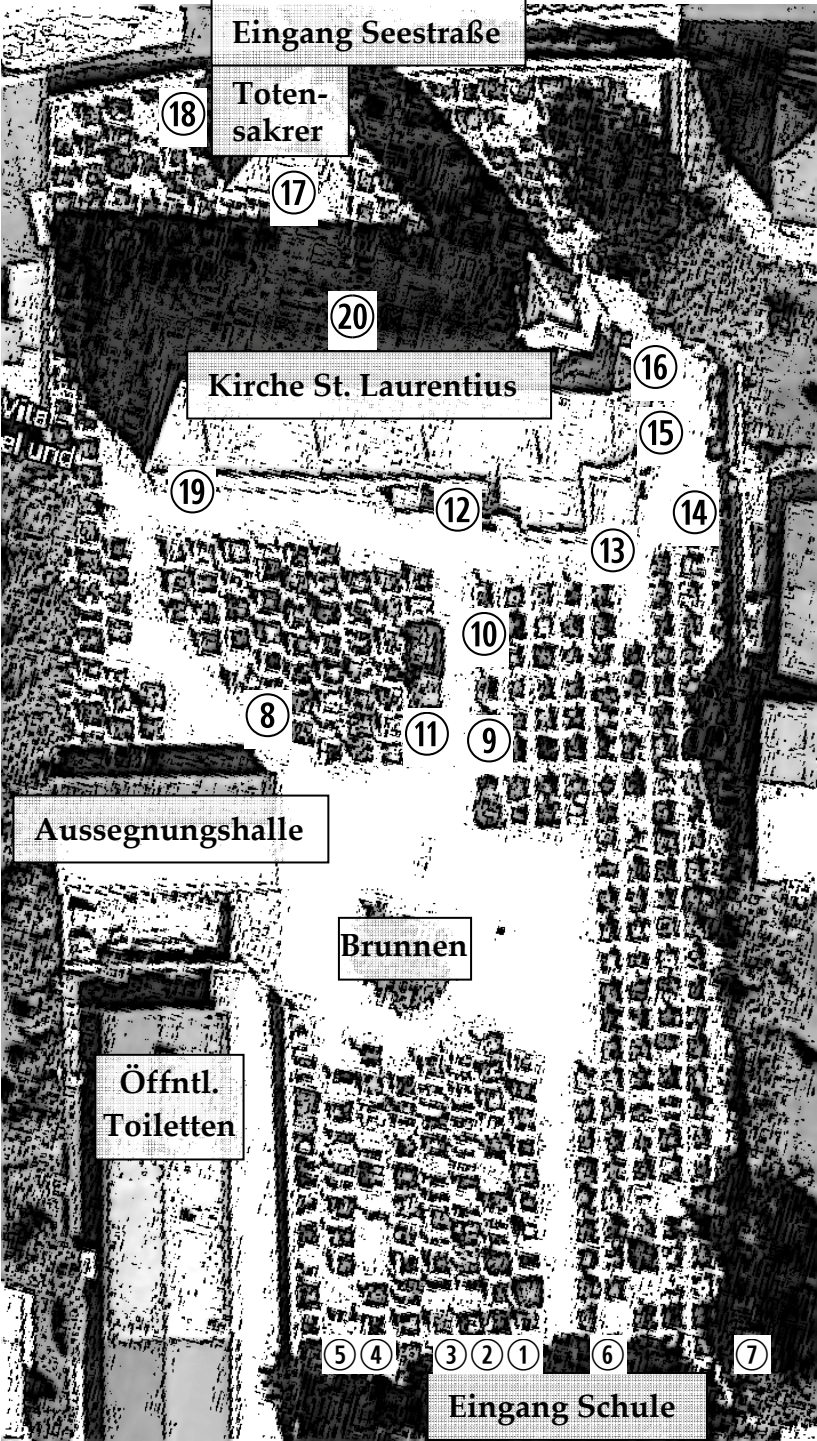 Eingang Seestraße
Toten-
sakrer
⑱
⑰
⑳
Kirche St. Laurentius
⑯
⑮
⑲
⑫
⑭
⑬
⑩
⑧
⑪
⑨
Aussegnungshalle
Brunnen
Öffntl.
Toiletten
⑤ ④ ③ ② ① ⑥ ⑦
Eingang Schule